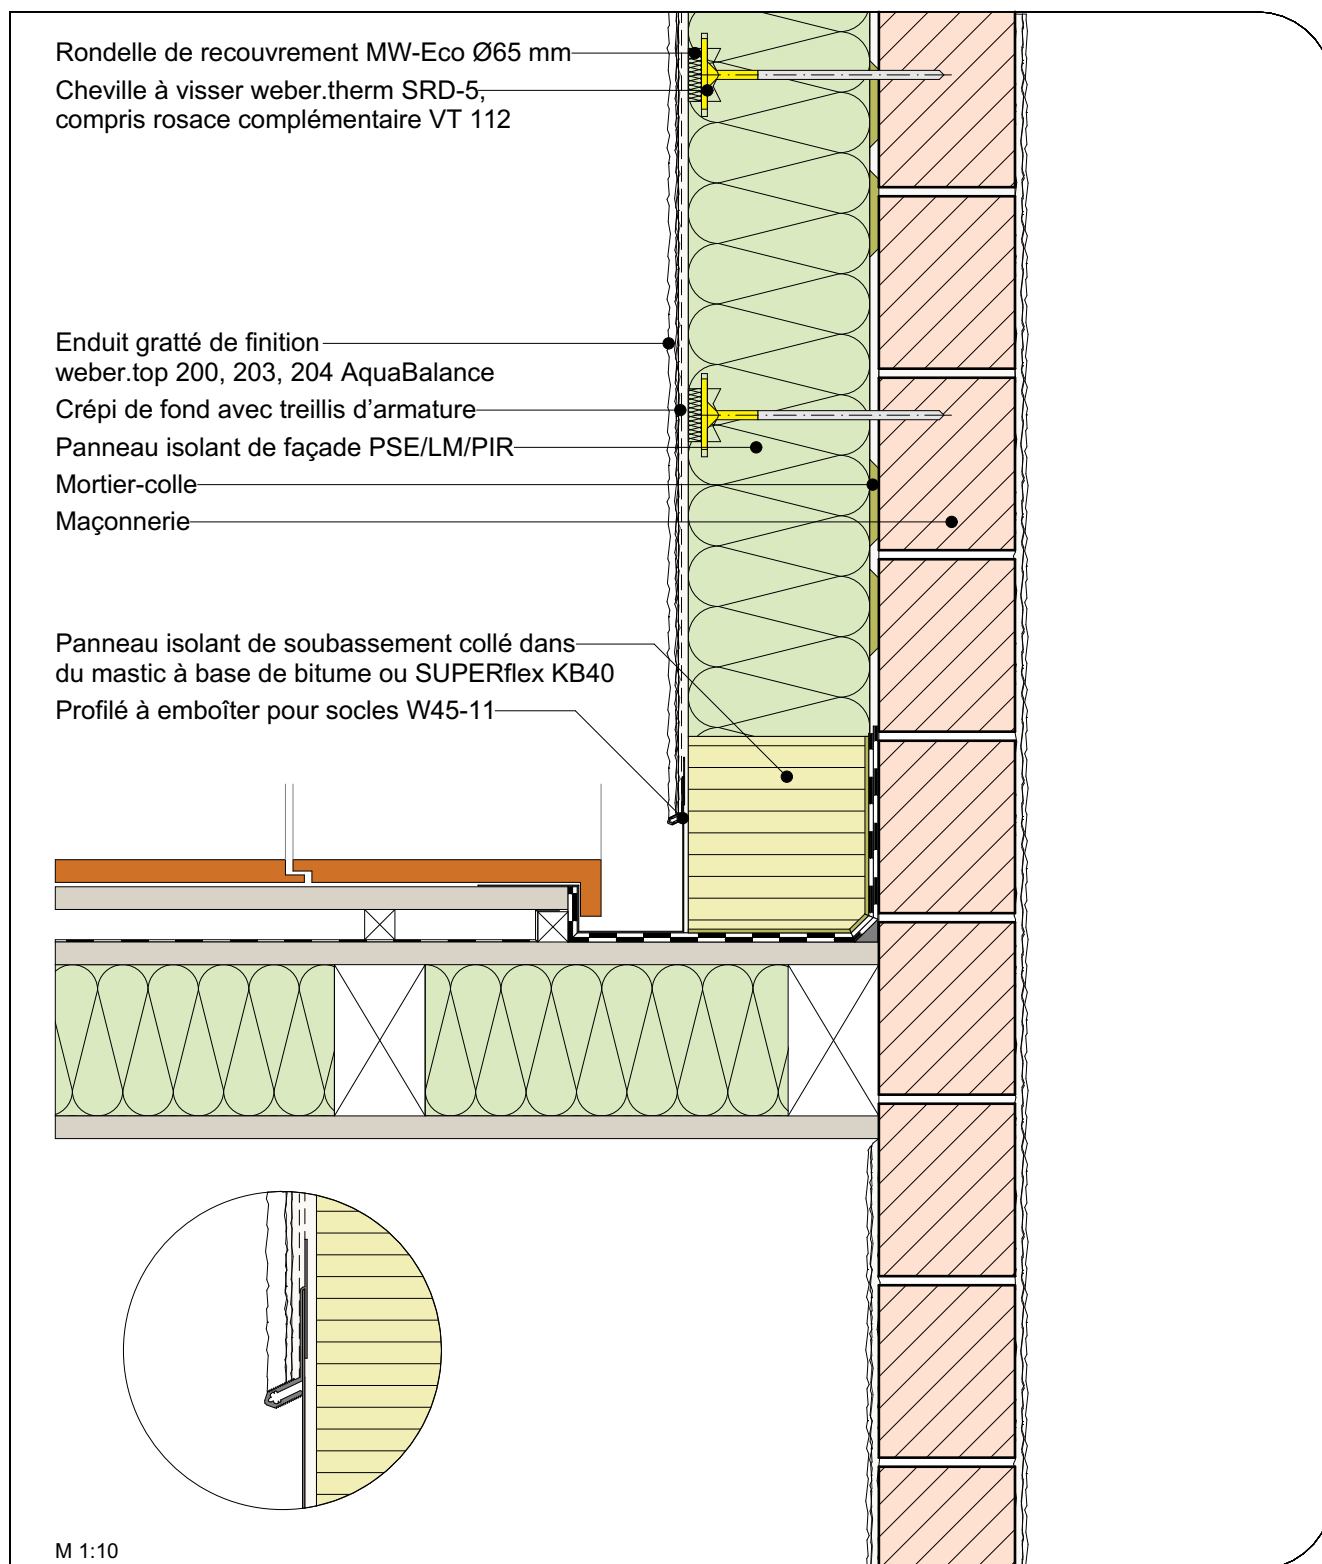 Rondelle de recouvrement MW-Eco Ø65 mm
Cheville à visser weber.therm SRD-5,
compris rosace complémentaire VT 112
Enduit gratté de finition
weber.top 200, 203, 204 AquaBalance
Crépi de fond avec treillis d'armature
Panneau isolant de façade PSE/LM/PIR
Mortier-colle
Maçonnerie
Panneau isolant de soubassement collé dans
du mastic à base de bitume ou SUPERflex KB40
Profilé à emboîter pour socles W45-11
M 1:10